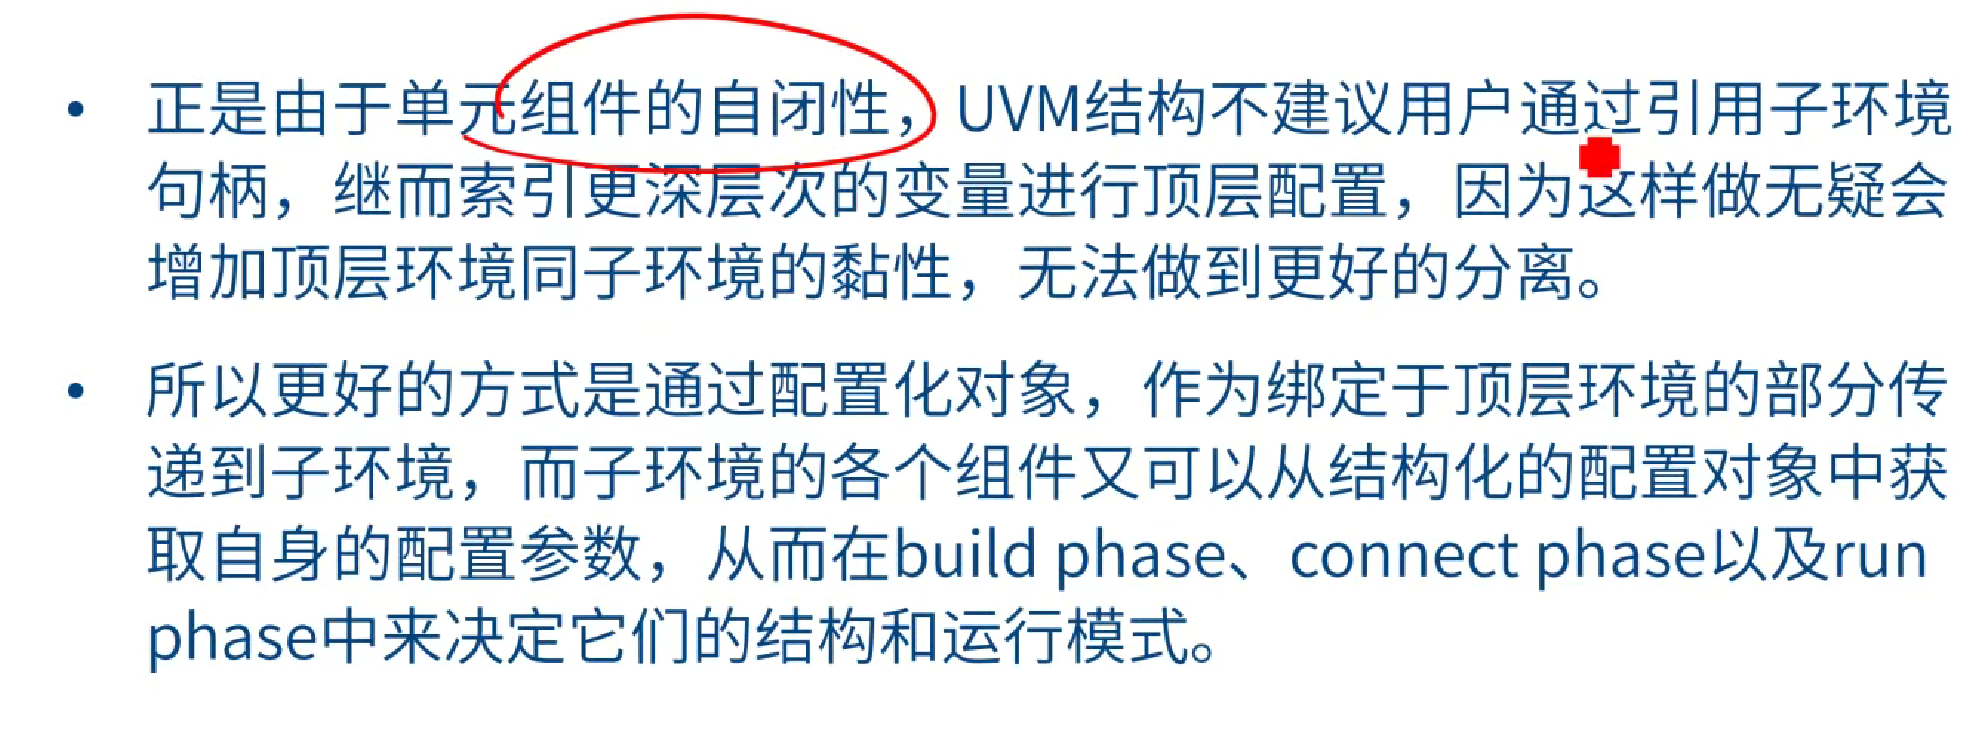 • 正是由于单元组件的自闭性，UVM结构不建议用户通过引用子环境
句柄，继而索引更深层次的变量进行顶层配置，因为这样做无疑会
增加顶层环境同子环境的黏性，无法做到更好的分离。
• 所以更好的方式是通过配置化对象，作为绑定于顶层环境的部分传
递到子环境，而子环境的各个组件又可以从结构化的配置对象中获
取自身的配置参数，从而在build phase、connect phase以及run
phase中来决定它们的结构和运行模式。